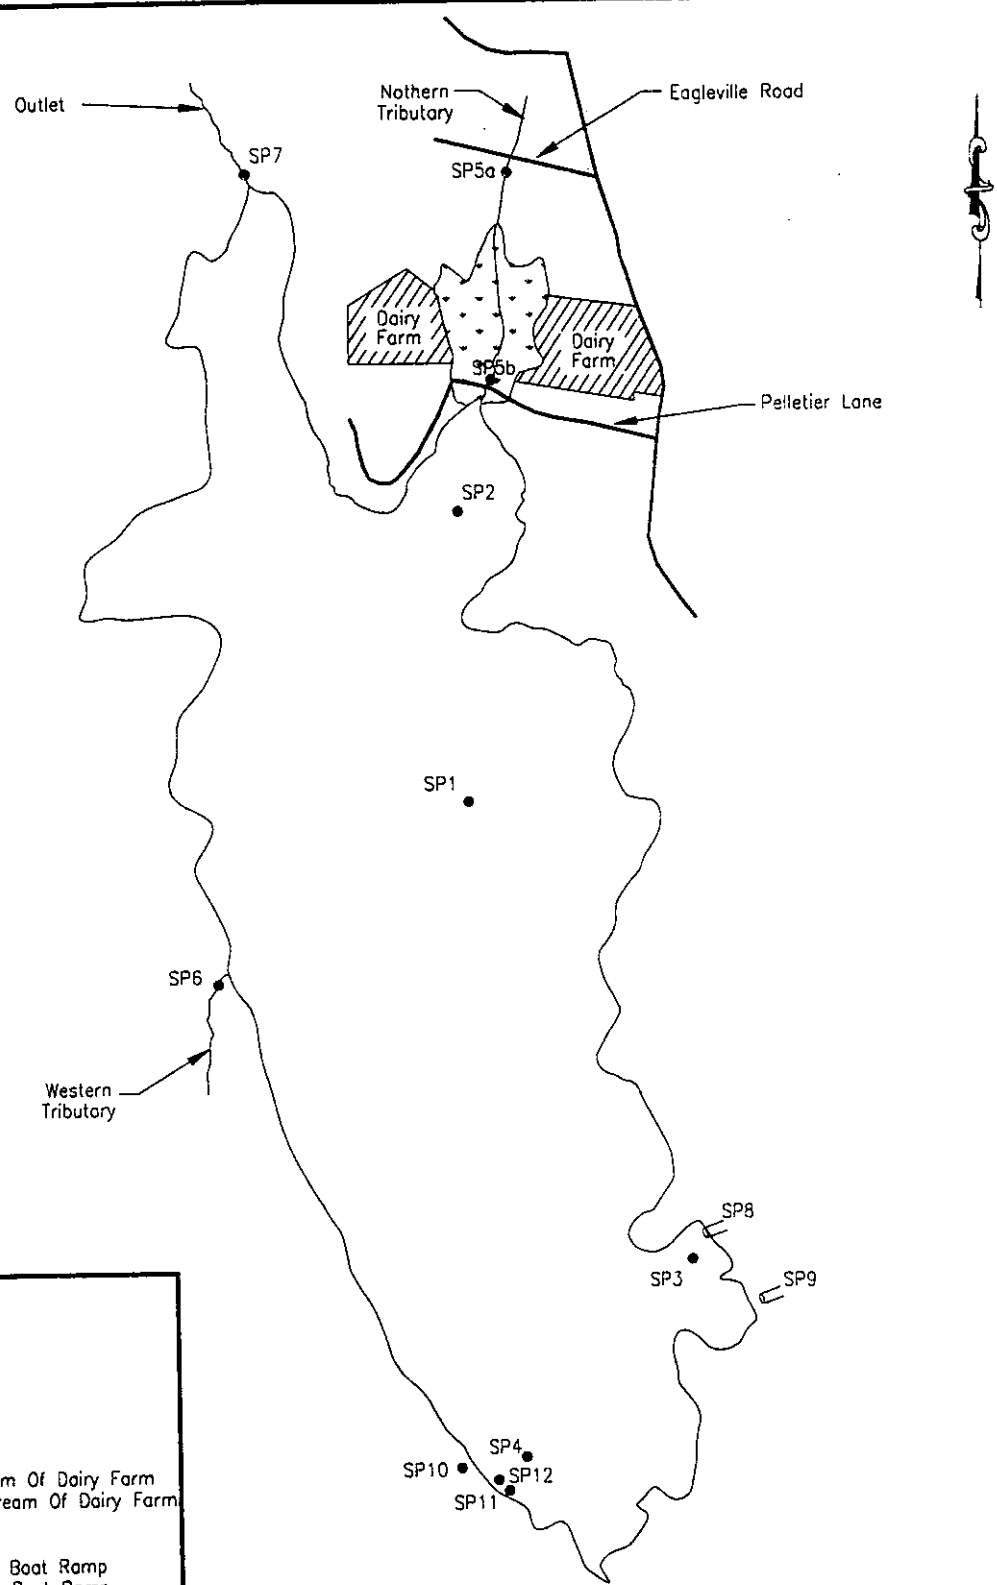 Outlet
Nothern
Tributary
Eagleville Road
SP7
SP5a
Dairy
Farm
Dairy
Farm
SP5b
Pelletier Lane
SP2
SP1
SP6
Western
Tributary
SP8
SP3
SP9
SP4
SP10
SP12
SP11
m Of Dairy Farm
ream Of Dairy Farm
Boat Ramp